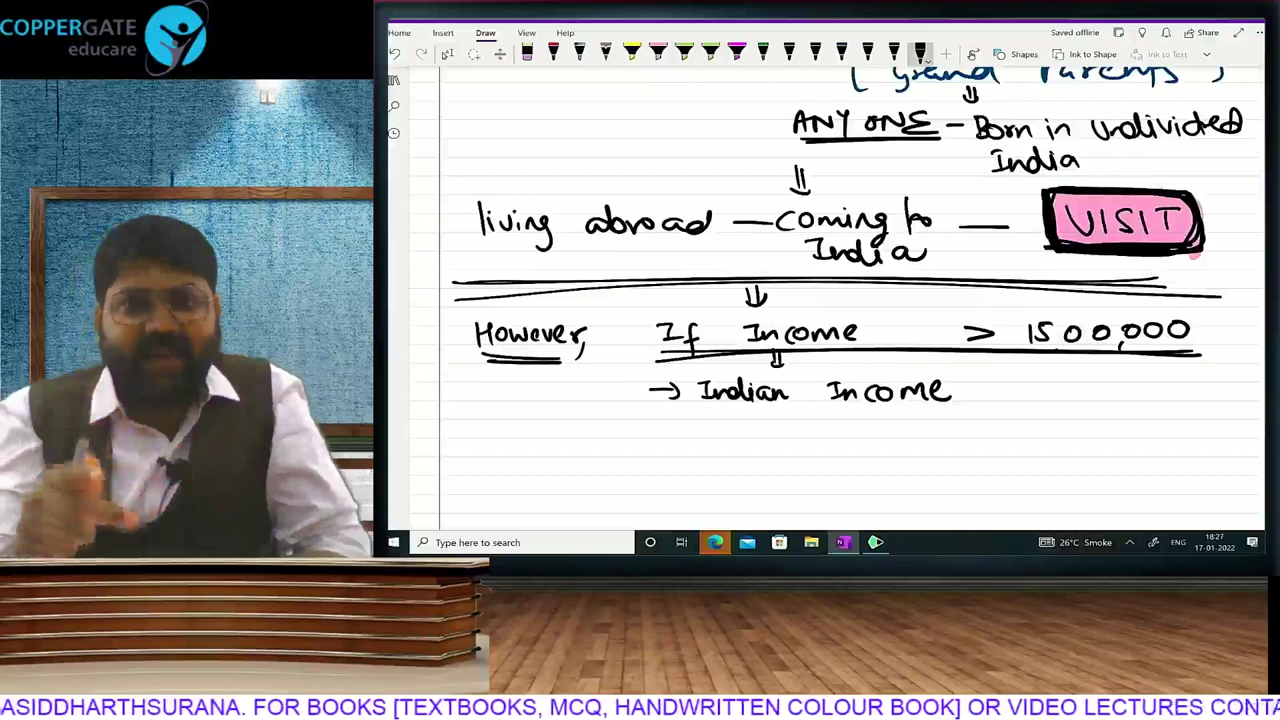 COPPERGATE
educare
Home Insert Draw View Help
Saved offline
Share
Shapes
Ink to Shape
Ink to Text
( Grand Parents )
ANY ONE - Born in undivided
India
living abroad - coming to - VISIT
India
However, If Income > 15,00,000
→ Indian Income
Type here to search
26°C Smoke
ENG
18:27
17-01-2022
ASIDDHARTHSURANA. FOR BOOKS [TEXTBOOKS, MCQ, HANDWRITTEN COLOUR BOOK] OR VIDEO LECTURES CONTA